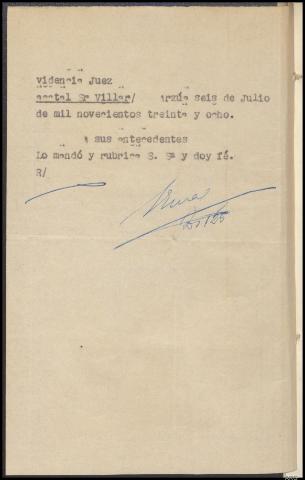 videncia Juez
Sr Villar/ arzúa seis de Julio
de mil novecientos treinta y ocho.
a sus antecedentes
Lo mandó y rubrica S. Sª y doy fé.
R/